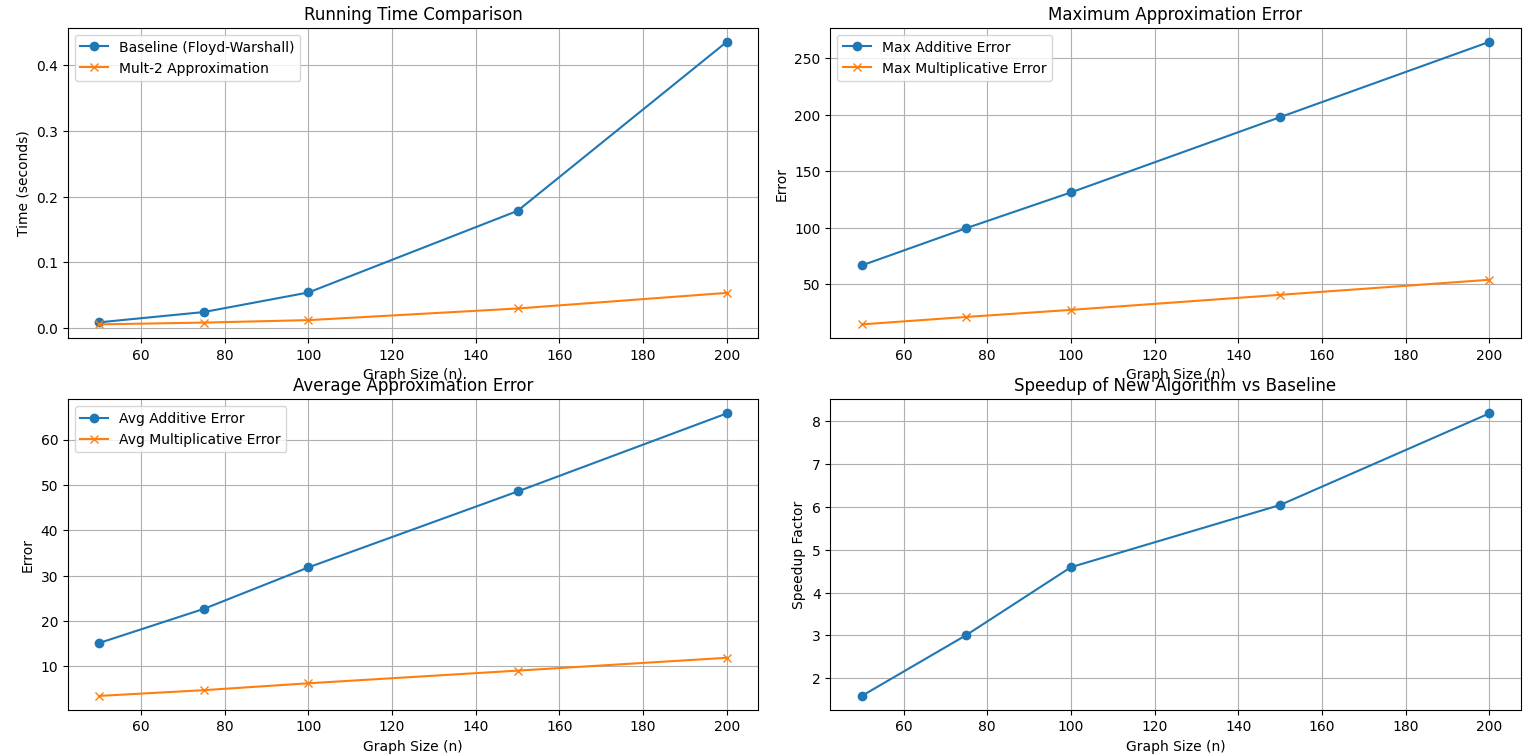 Running Time Comparison
Baseline (Floyd-Warshall)
Mult-2 Approximation
Time (seconds)
0.4
0.3
0.2
0.1
0.0
60 80 100 120 140 160 180 200
Graph Size (n)
Maximum Approximation Error
Max Additive Error
Max Multiplicative Error
Error
250
200
150
100
50
60 80 100 120 140 160 180 200
Graph Size (n)
Average Approximation Error
Avg Additive Error
Avg Multiplicative Error
Error
60
50
40
30
20
10
60 80 100 120 140 160 180 200
Graph Size (n)
Speedup of New Algorithm vs Baseline
Speedup Factor
8
7
6
5
4
3
2
60 80 100 120 140 160 180 200
Graph Size (n)